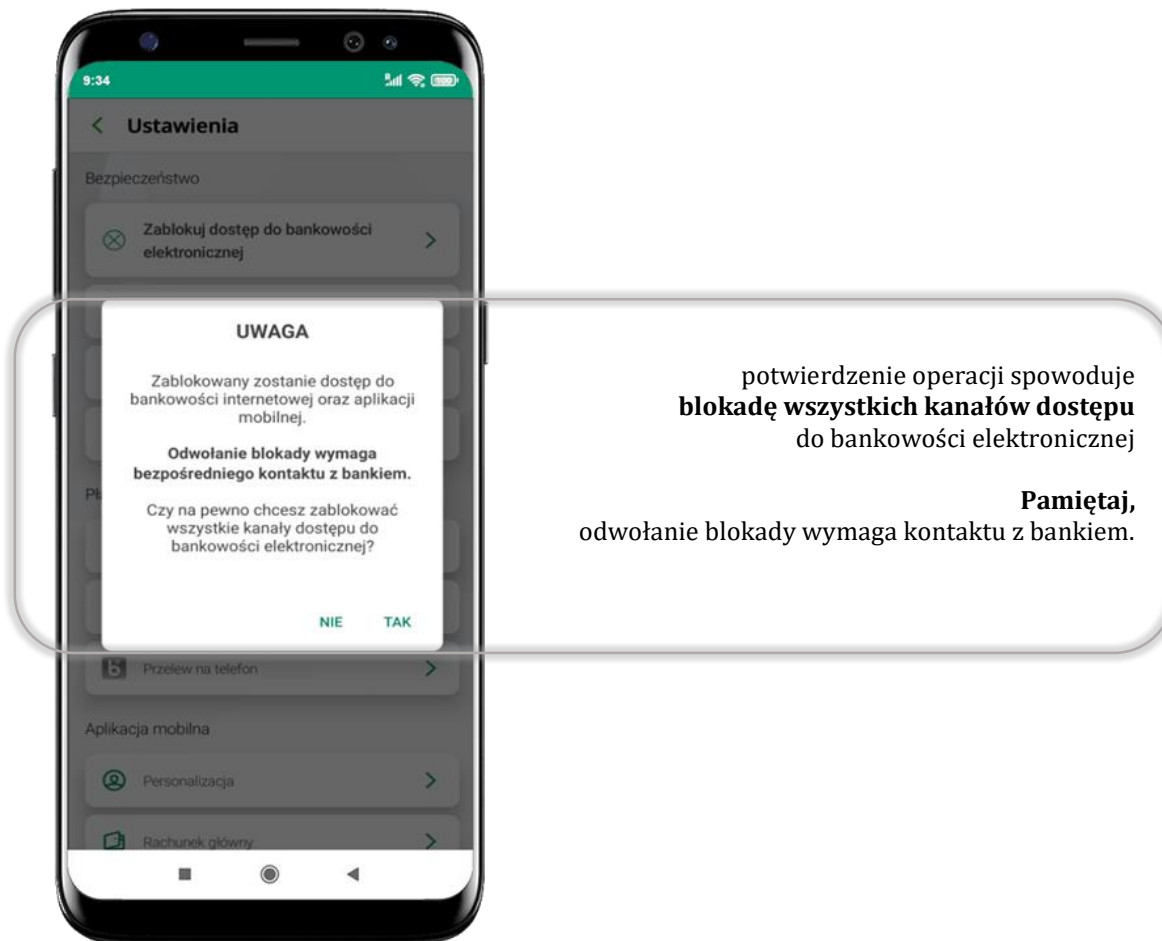 9:34
Ustawienia
Bezpieczeństwo
Zablokuj dostęp do bankowości
elektronicznej
UWAGA
Zablokowany zostanie dostęp do
bankowości internetowej oraz aplikacji
mobilnej.
Odwołanie blokady wymaga
bezpośredniego kontaktu z bankiem.
Czy na pewno chcesz zablokować
wszystkie kanały dostępu do
bankowości elektronicznej?
NIE TAK
Przelew na telefon
Aplikacja mobilna
Personalizacja
Rachunek główny
potwierdzenie operacji spowoduje
blokadę wszystkich kanałów dostępu
do bankowości elektronicznej
Pamiętaj,
odwołanie blokady wymaga kontaktu z bankiem.